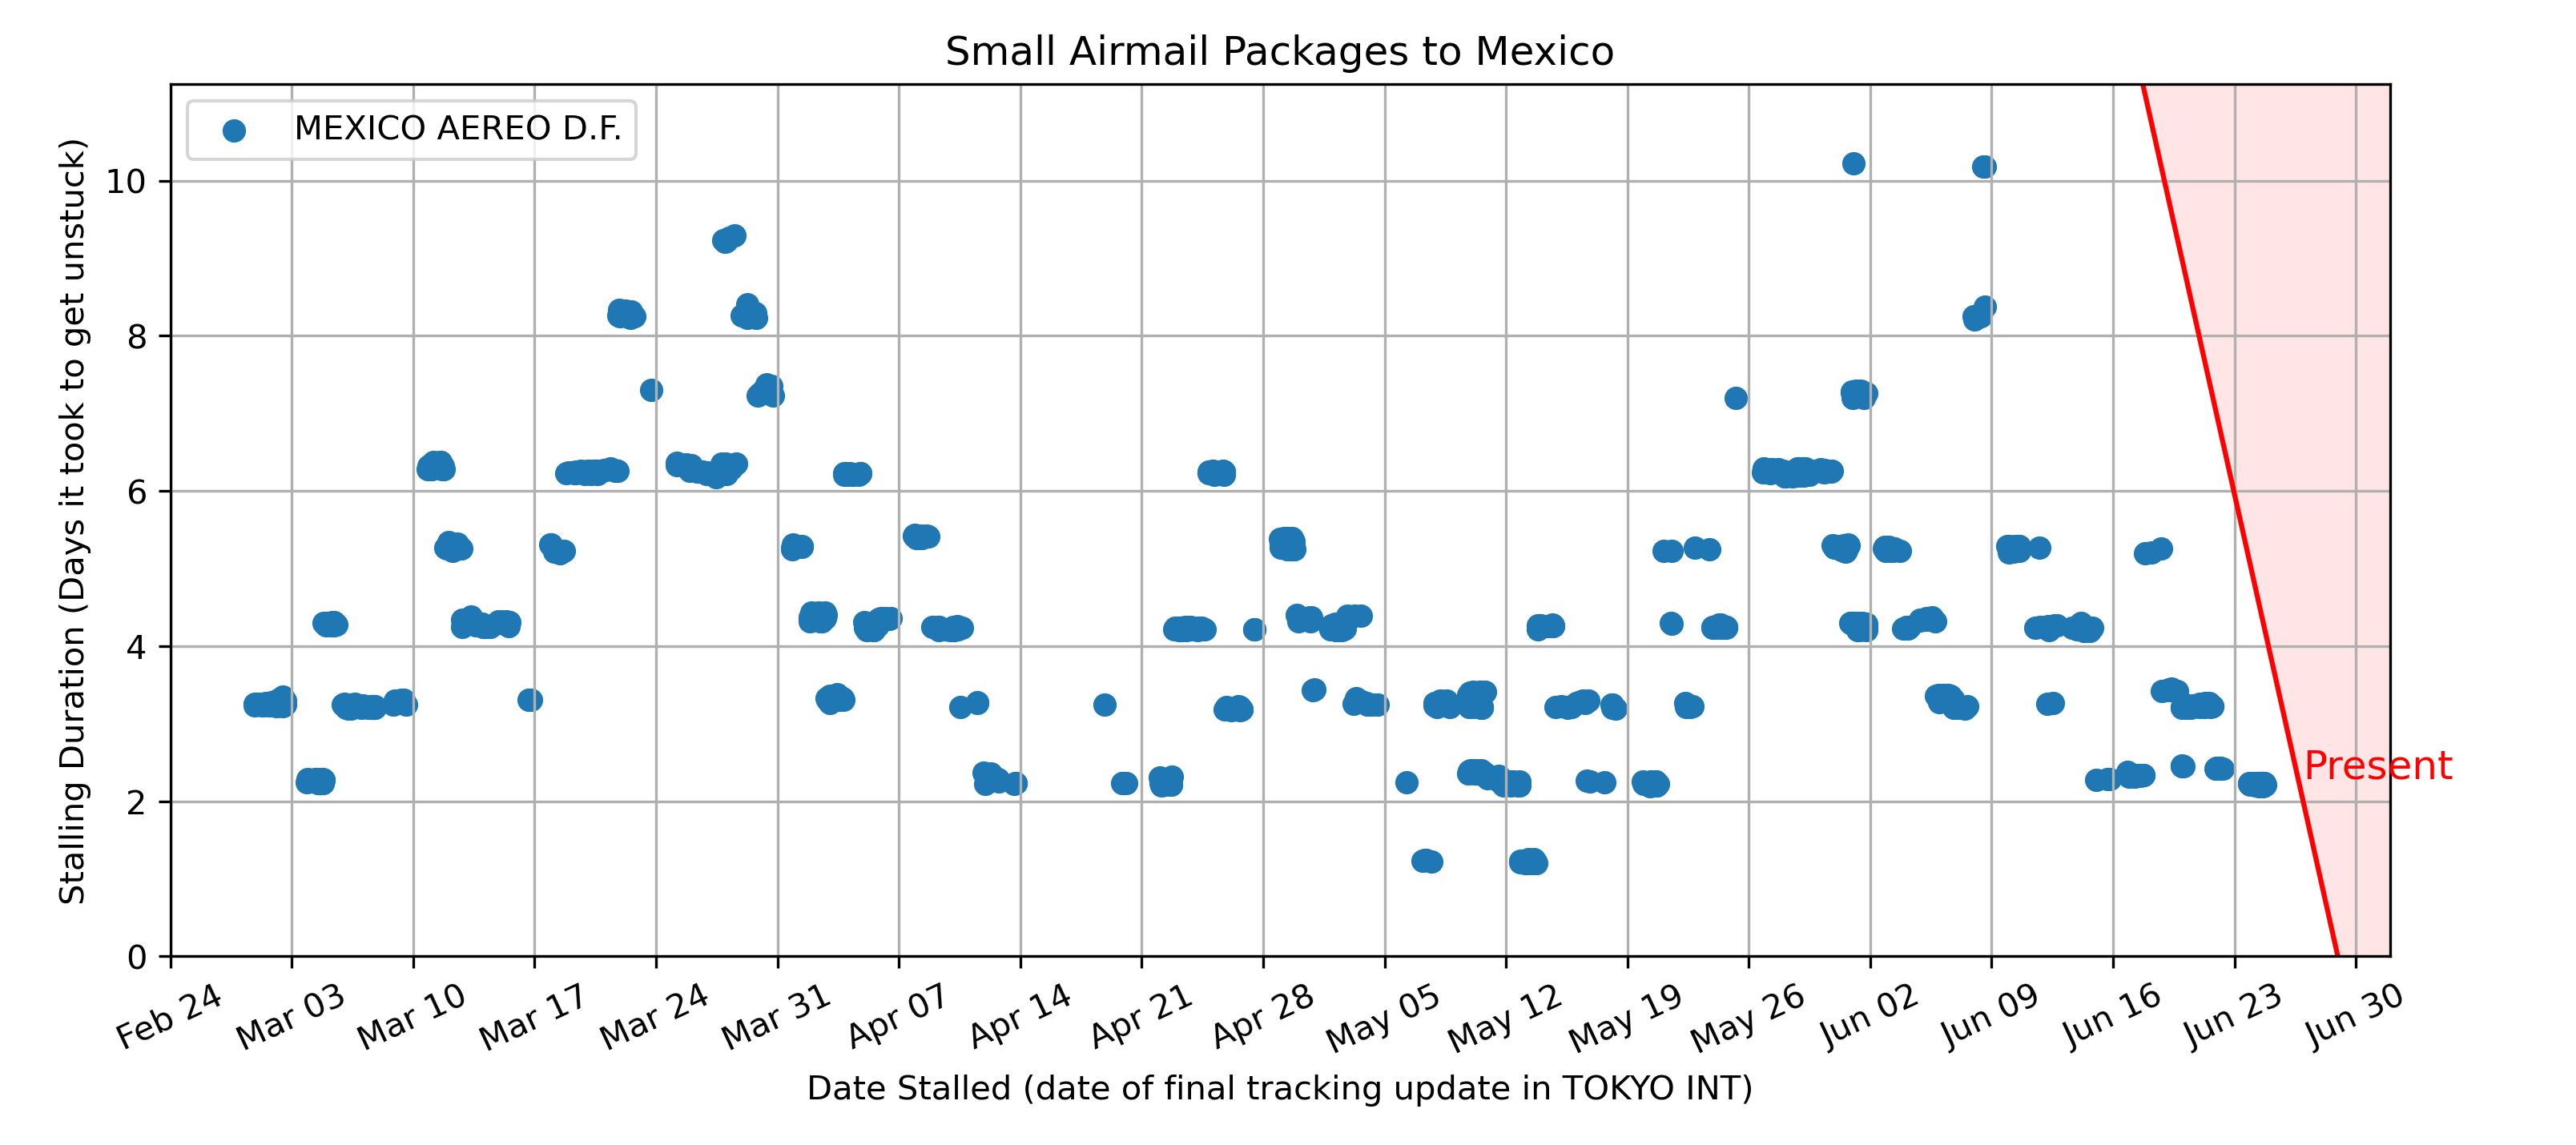 Small Airmail Packages to Mexico
MEXICO AEREO D.F.
Stalling Duration (Days it took to get unstuck)
10
8
6
4
2
0
Present
Feb 24
Mar 03
Mar 10
Mar 17
Mar 24
Mar 31
Apr 07
Apr 14
Apr 21
Apr 28
May 05
May 12
May 19
May 26
Jun 02
Jun 09
Jun 16
Jun 23
Jun 30
Date Stalled (date of final tracking update in TOKYO INT)